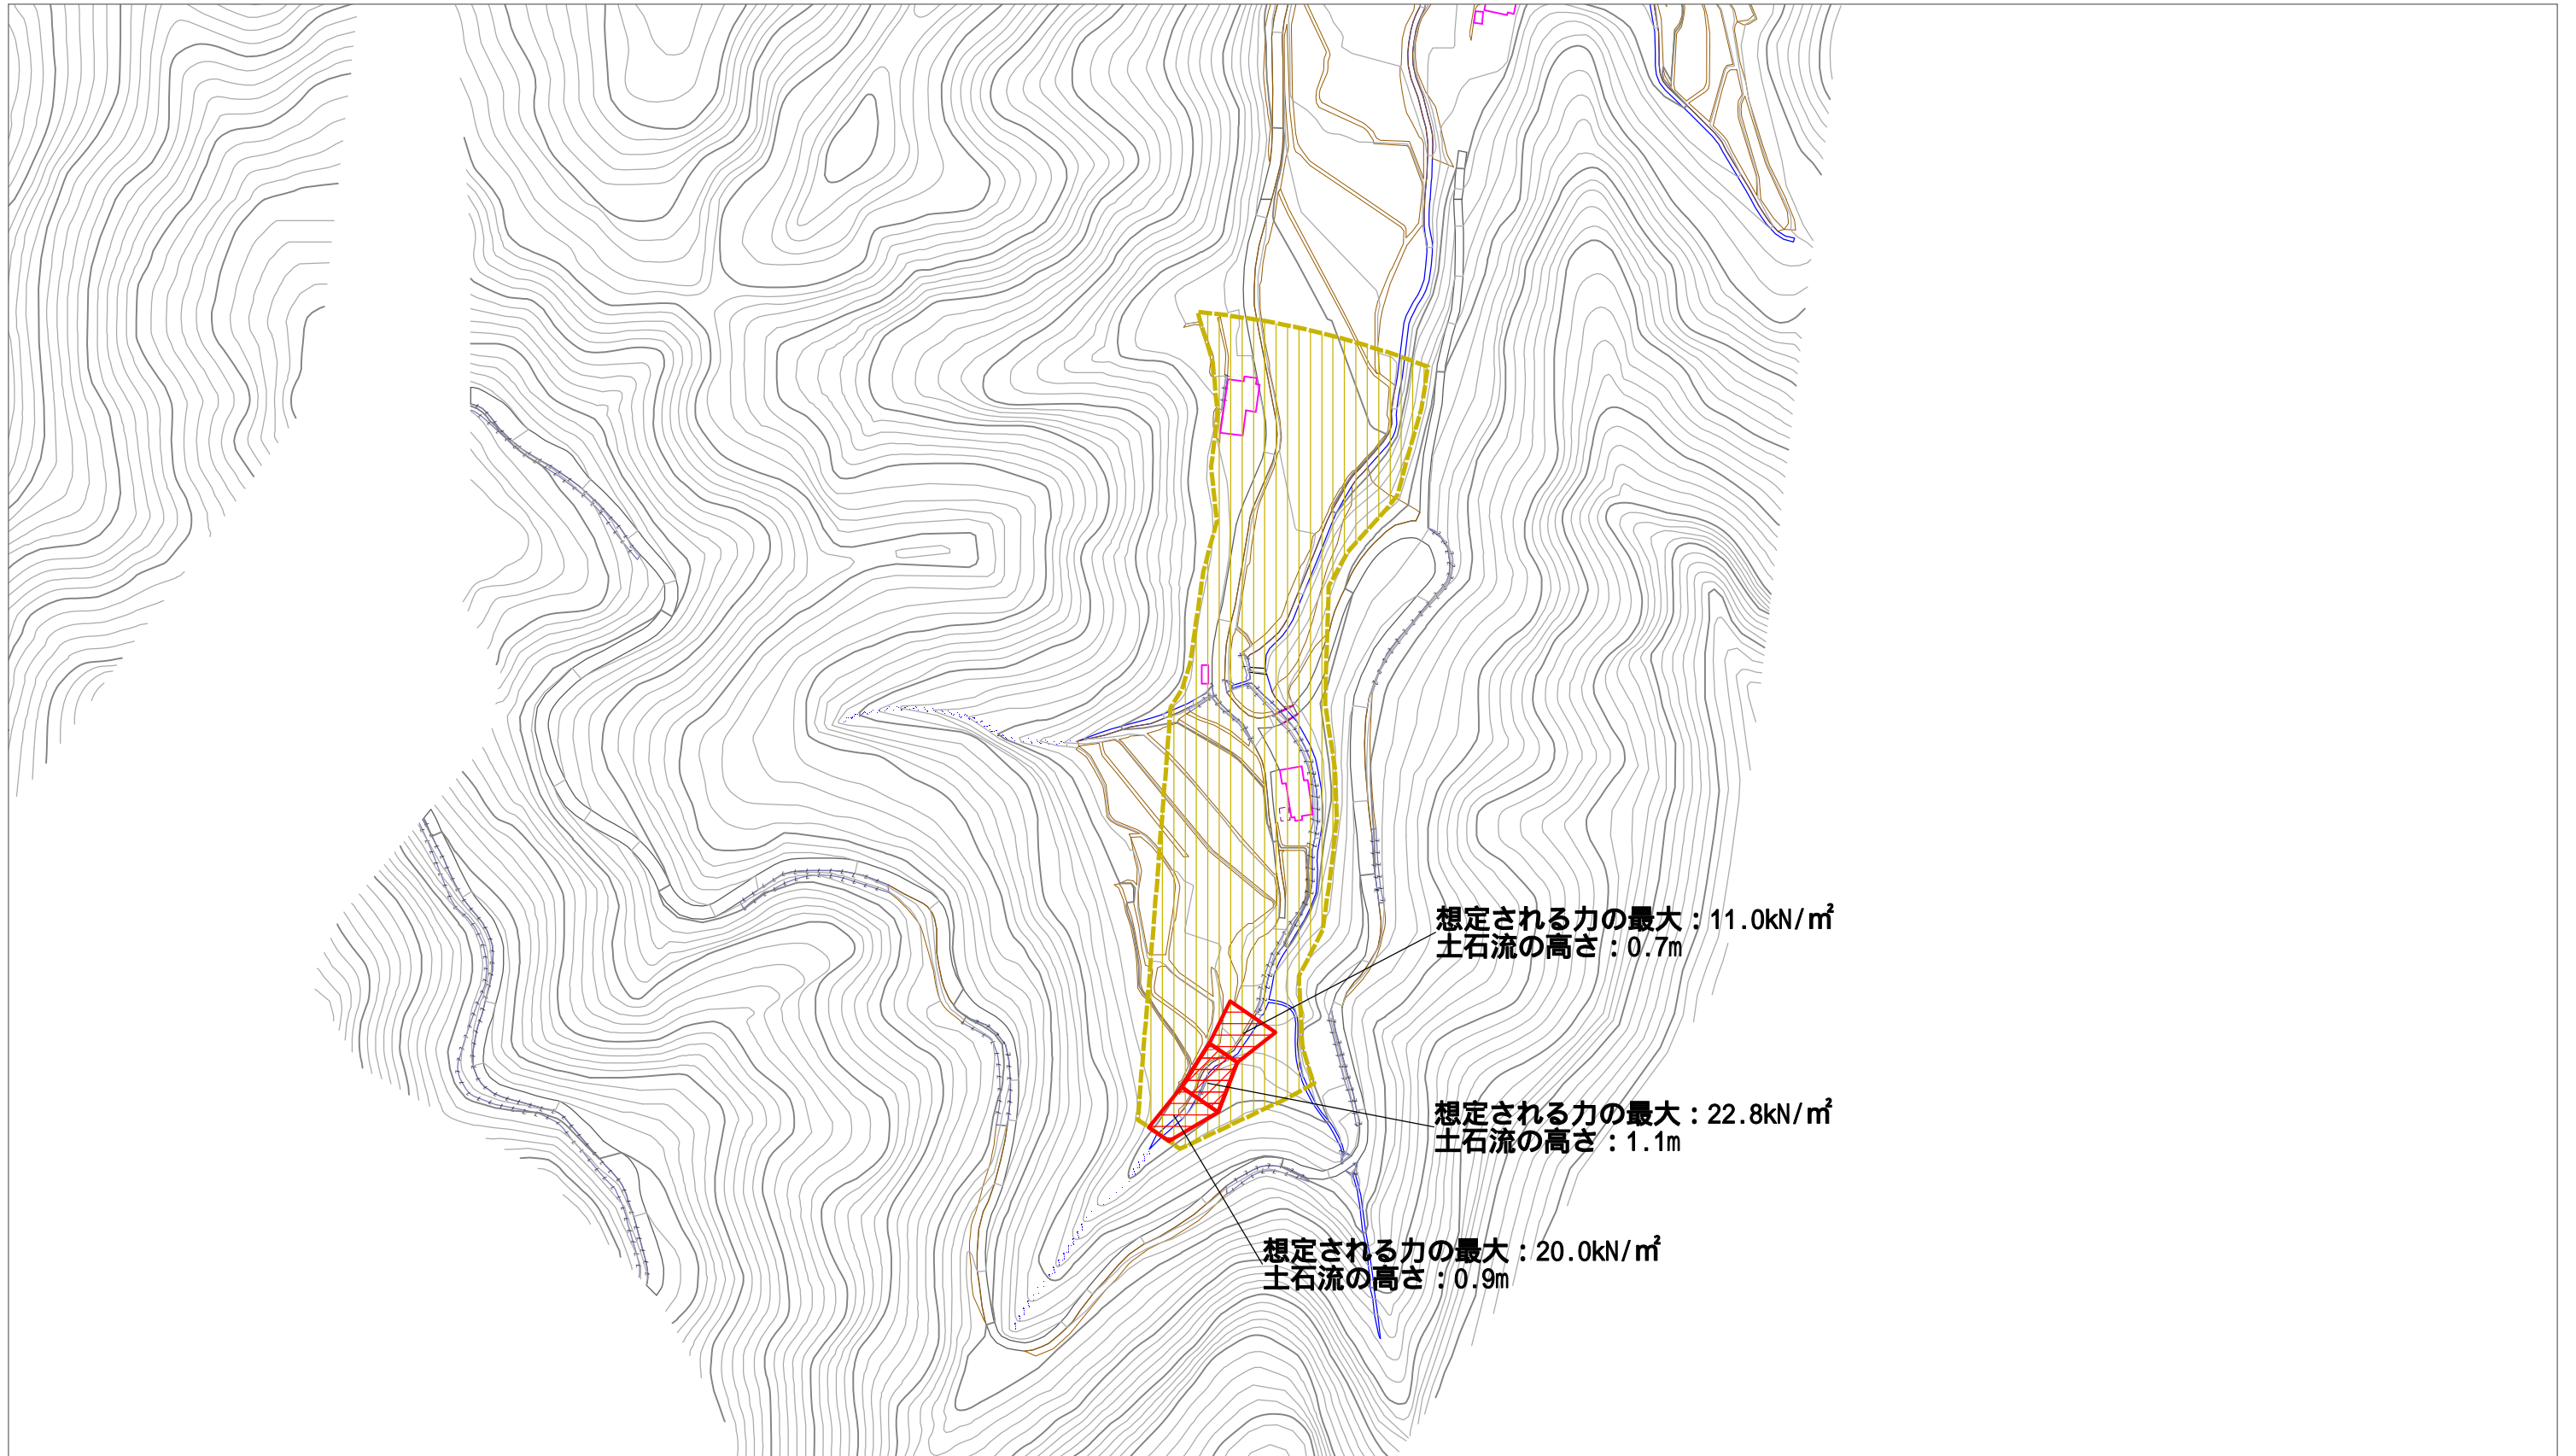 想定される力の最大：11.0kN/㎡
土石流の高さ：0.7m
想定される力の最大：22.8kN/㎡
土石流の高さ：1.1m
想定される力の最大：20.0kN/㎡
土石流の高さ：0.9m